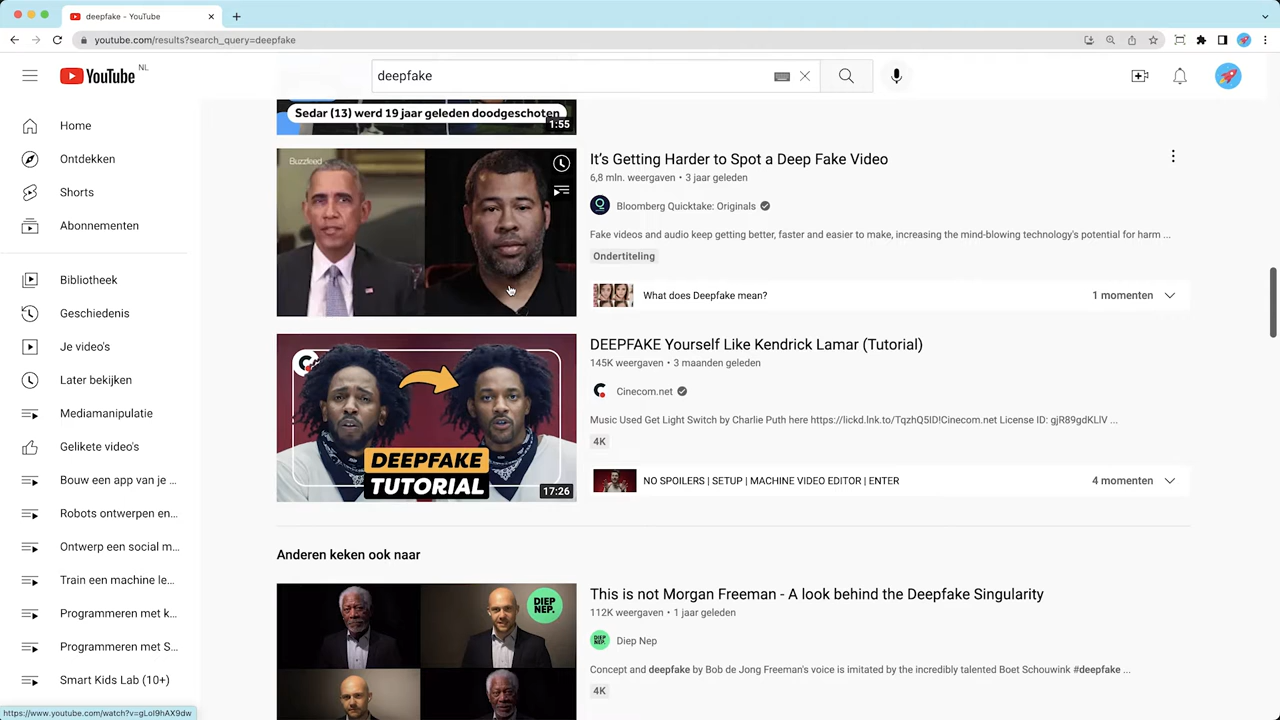 deepfake - YouTube
youtube.com/results?search_query=deepfake
YouTube NL
deepfake
Home
Ontdekken
Shorts
Abonnementen
Bibliotheek
Geschiedenis
Je video's
Later bekijken
Mediamanipulatie
Gelikete video's
Bouw een app van je ...
Robots ontwerpen en...
Ontwerp een social m...
Train een machine le...
Programmeren met k...
Programmeren met S...
Smart Kids Lab (10+)
Sedar (13) werd 19 jaar geleden doodgeschoten
1:55
BuzzFeed
It's Getting Harder to Spot a Deep Fake Video
6,8 mln. weergaven • 3 jaar geleden
Bloomberg Quicktake: Originals
Fake videos and audio keep getting better, faster and easier to make, increasing the mind-blowing technology's potential for harm ...
Ondertiteling
What does Deepfake mean?
1 momenten
DEEPFAKE
TUTORIAL
17:26
DEEPFAKE Yourself Like Kendrick Lamar (Tutorial)
145K weergaven • 3 maanden geleden
Cinecom.net
Music Used Get Light Switch by Charlie Puth here https://lickd.lnk.to/TqzhQ5ID!Cinecom.net License ID: gjR89gdKLlV ...
4K
NO SPOILERS | SETUP | MACHINE VIDEO EDITOR | ENTER
4 momenten
Anderen keken ook naar
DIEP
NEP.
This is not Morgan Freeman - A look behind the Deepfake Singularity
112K weergaven • 1 jaar geleden
DIEP
NEP.
Diep Nep
Concept and deepfake by Bob de Jong Freeman's voice is imitated by the incredibly talented Boet Schouwink #deepfake ...
4K
https://www.youtube.com/watch?v=gLoI9hAX9dw